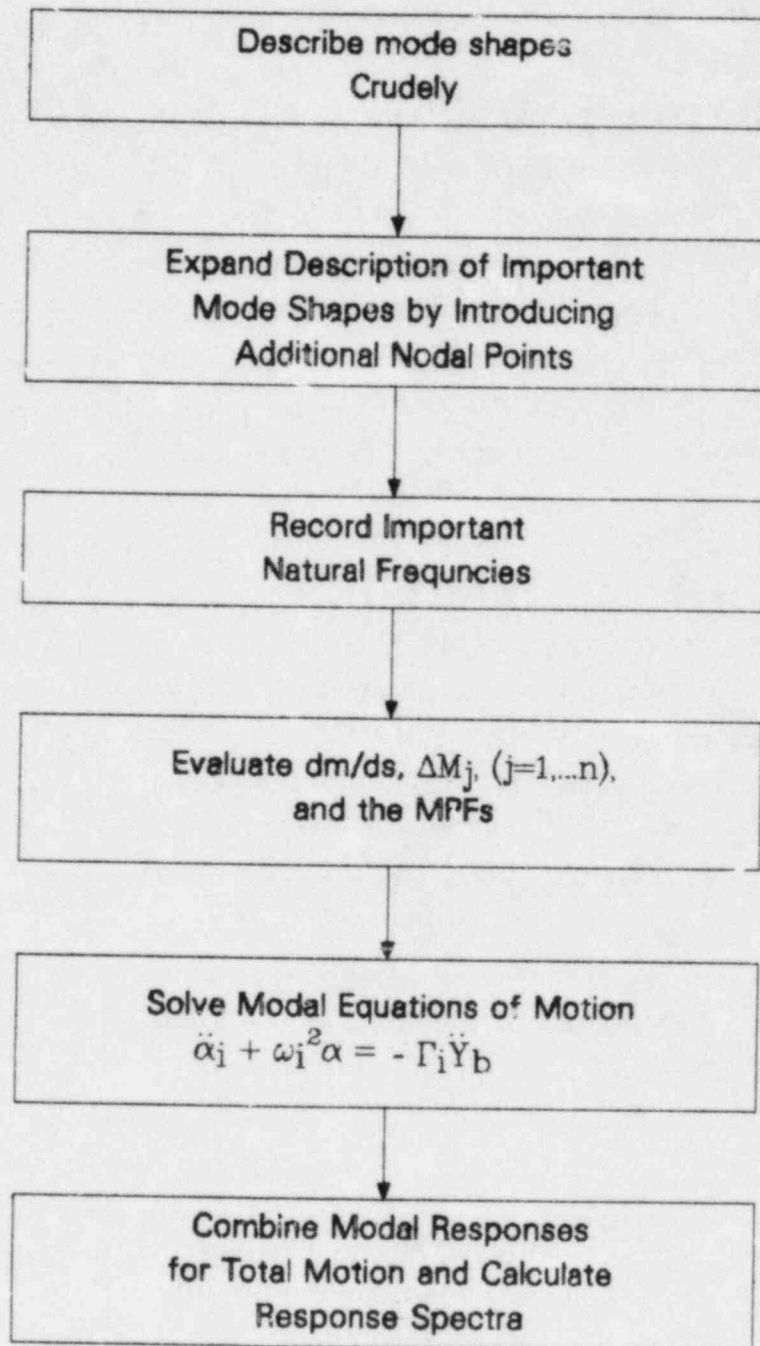 Describe mode shapes
Crudely
Expand Description of Important
Mode Shapes by Introducing
Additional Nodal Points
Record Important
Natural Frequncies
Evaluate dm/ds, ΔMj, (j=1,...n),
and the MPFs
Solve Modal Equations of Motion
α̈i + ωi²α = - ΓiŸb
Combine Modal Responses
for Total Motion and Calculate
Response Spectra